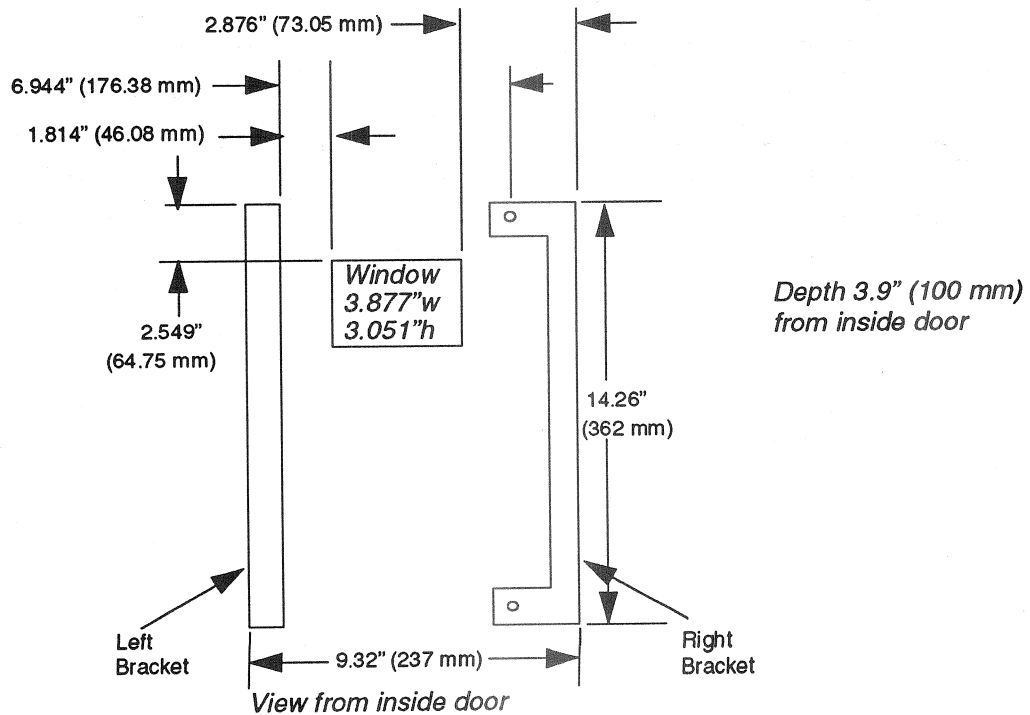 2.876” (73.05 mm)
6.944” (176.38 mm)
1.814” (46.08 mm)
Window
3.877”w
3.051”h
Depth 3.9” (100 mm)
from inside door
2.549”
(64.75 mm)
14.26”
(362 mm)
Left
Bracket
Right
Bracket
9.32” (237 mm)
View from inside door